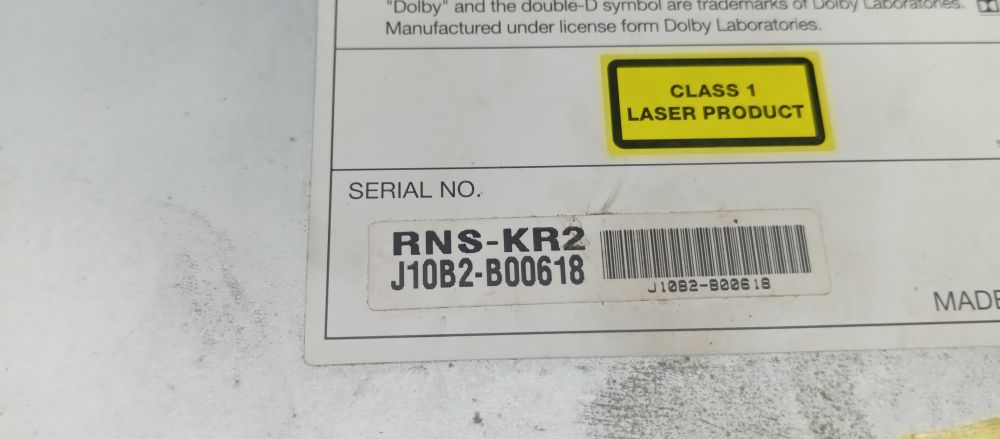 "Dolby" and the double-D symbol are trademarks of Dolby Laboratories.
Manufactured under license form Dolby Laboratories.
CLASS 1
LASER PRODUCT
SERIAL NO.
RNS-KR2
J10B2-B00618
J10B2-B00618
MADE